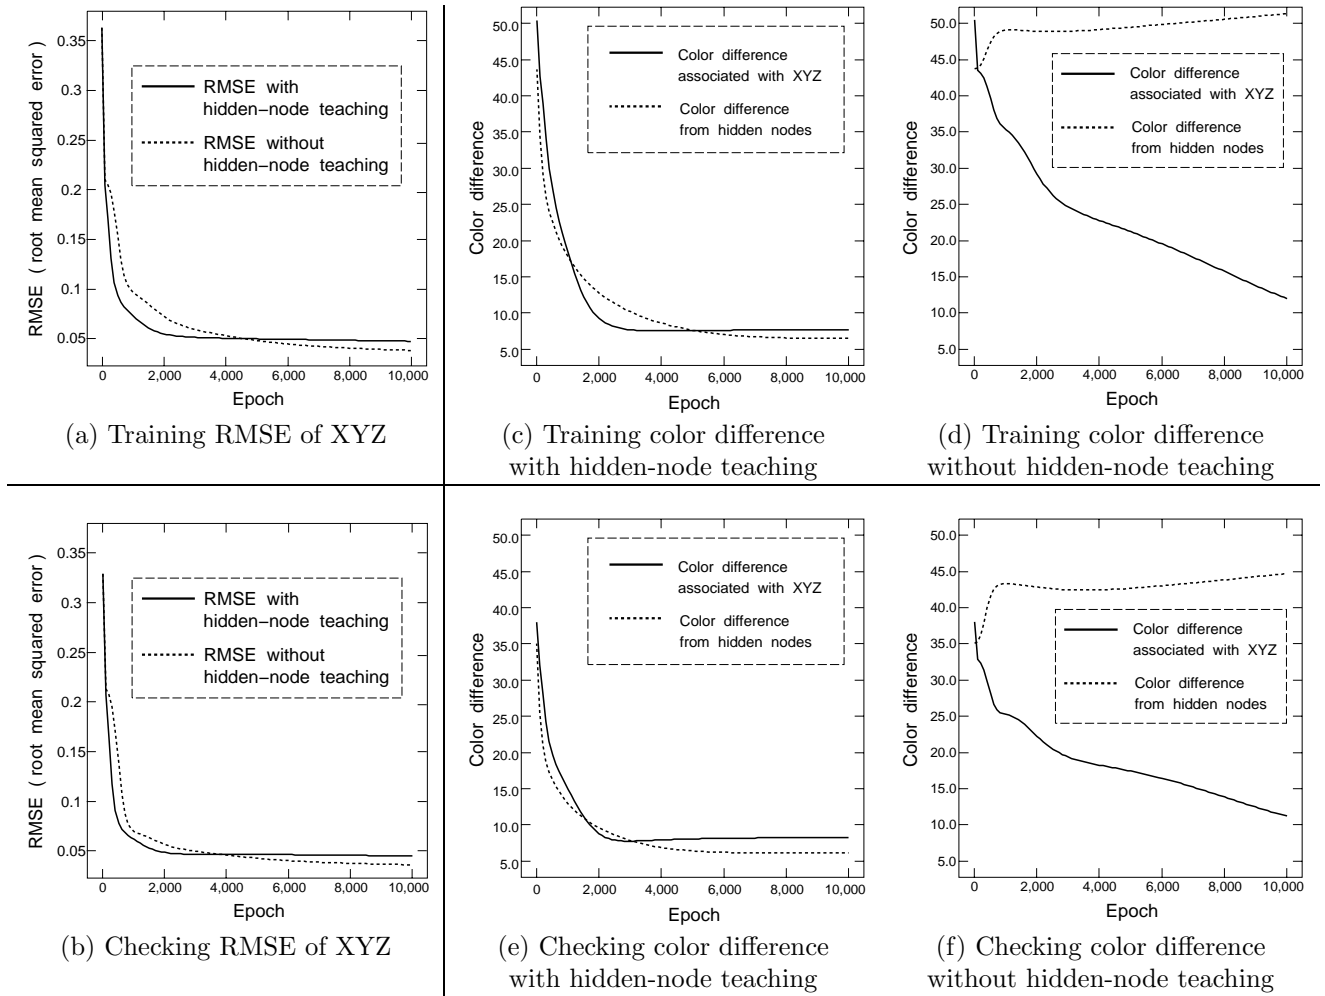 0.35
0.3
0.25
0.2
0.15
0.1
0.05
RMSE ( root mean squared error )
RMSE with
hidden–node teaching
RMSE without
hidden–node teaching
0 2,000 4,000 6,000 8,000 10,000
Epoch
(a) Training RMSE of XYZ
50.0
45.0
40.0
35.0
30.0
25.0
20.0
15.0
10.0
5.0
Color difference
Color difference
associated with XYZ
Color difference
from hidden nodes
0 2,000 4,000 6,000 8,000 10,000
Epoch
(c) Training color difference
with hidden-node teaching
50.0
45.0
40.0
35.0
30.0
25.0
20.0
15.0
10.0
5.0
Color difference
Color difference
associated with XYZ
Color difference
from hidden nodes
0 2,000 4,000 6,000 8,000 10,000
Epoch
(d) Training color difference
without hidden-node teaching
0.35
0.3
0.25
0.2
0.15
0.1
0.05
RMSE ( root mean squared error )
RMSE with
hidden–node teaching
RMSE without
hidden–node teaching
0 2,000 4,000 6,000 8,000 10,000
Epoch
(b) Checking RMSE of XYZ
50.0
45.0
40.0
35.0
30.0
25.0
20.0
15.0
10.0
5.0
Color difference
Color difference
associated with XYZ
Color difference
from hidden nodes
0 2,000 4,000 6,000 8,000 10,000
Epoch
(e) Checking color difference
with hidden-node teaching
50.0
45.0
40.0
35.0
30.0
25.0
20.0
15.0
10.0
5.0
Color difference
Color difference
associated with XYZ
Color difference
from hidden nodes
0 2,000 4,000 6,000 8,000 10,000
Epoch
(f) Checking color difference
without hidden-node teaching